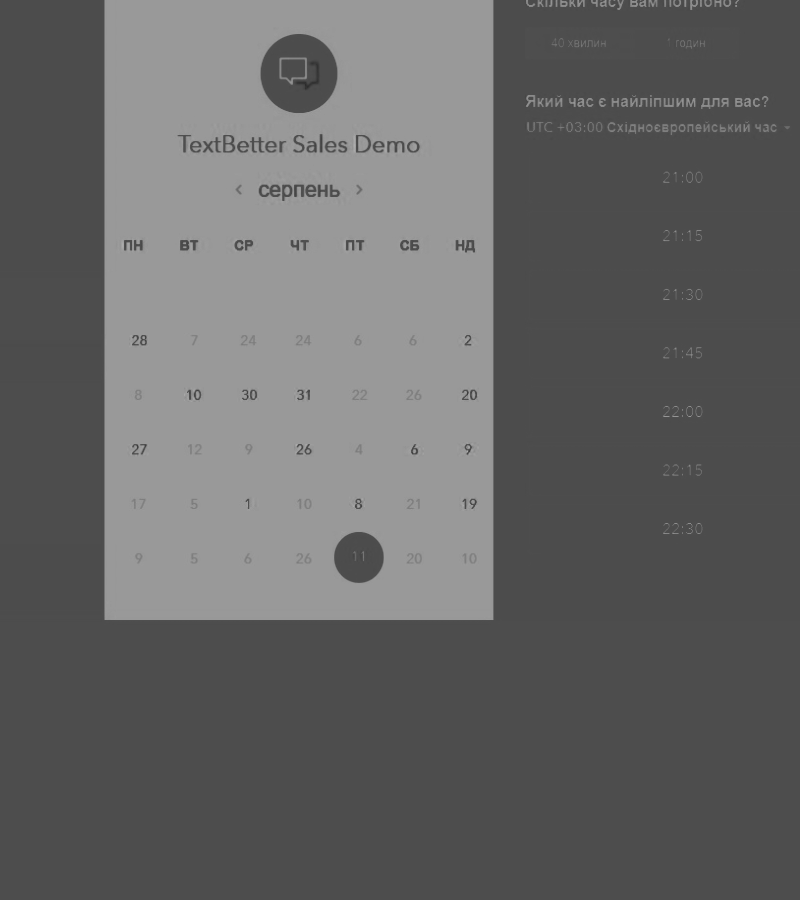 TextBetter Sales Demo
‹ серпень ›
ПН ВТ СР ЧТ ПТ СБ НД
28 7 24 24 6 6 2
8 10 30 31 22 26 20
27 12 9 26 4 6 9
17 5 1 10 8 21 19
9 5 6 26 11 20 10
Скільки часу вам потрібно?
40 хвилин 1 годин
Який час є найліпшим для вас?
UTC +03:00 Східноєвропейський час
21:00
21:15
21:30
21:45
22:00
22:15
22:30